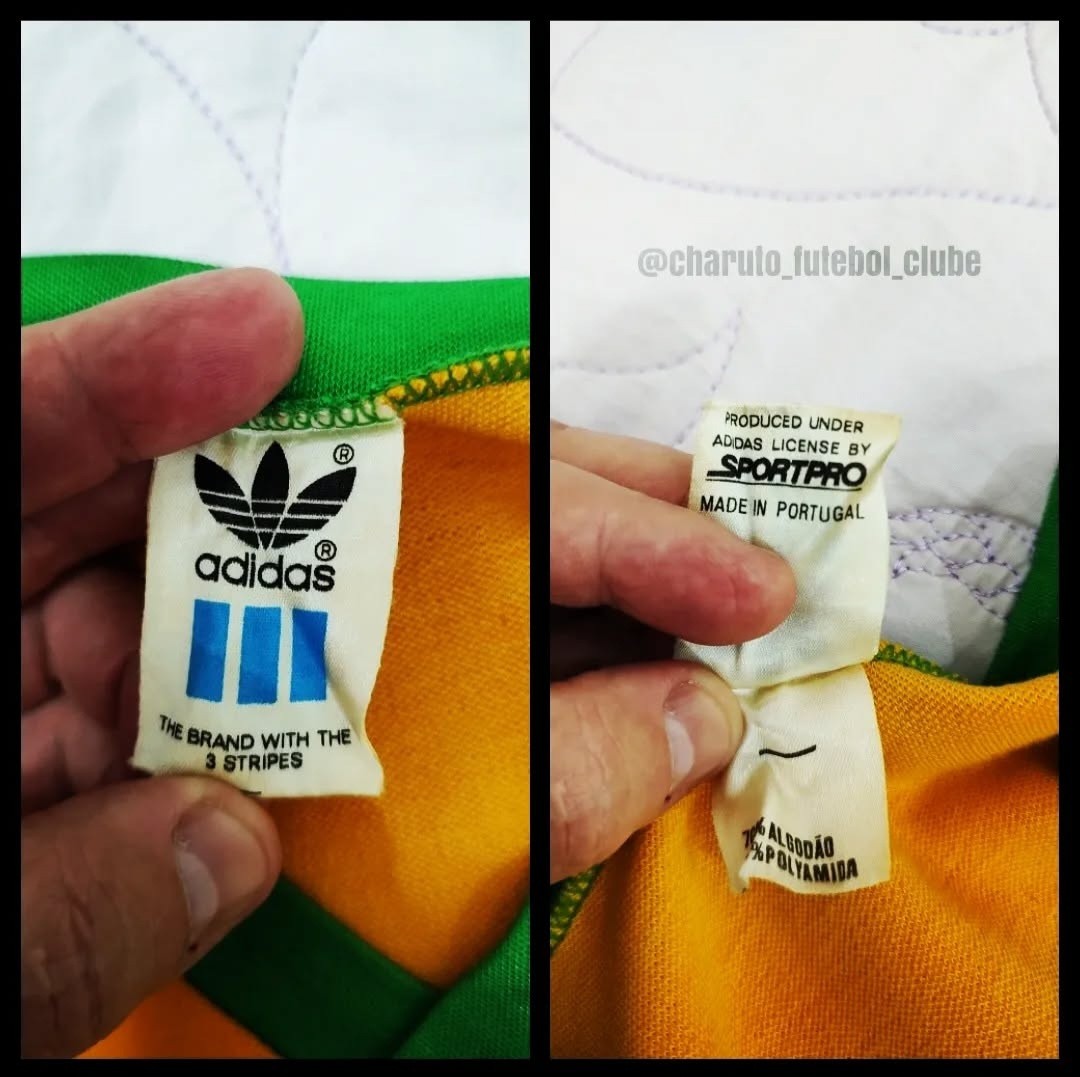 ®
®
adidas
THE BRAND WITH THE
3 STRIPES
@charuto_futebol_clube
PRODUCED UNDER
ADIDAS LICENSE BY
SPORTPRO
MADE IN PORTUGAL
ALGODÃO
POLYAMIDA